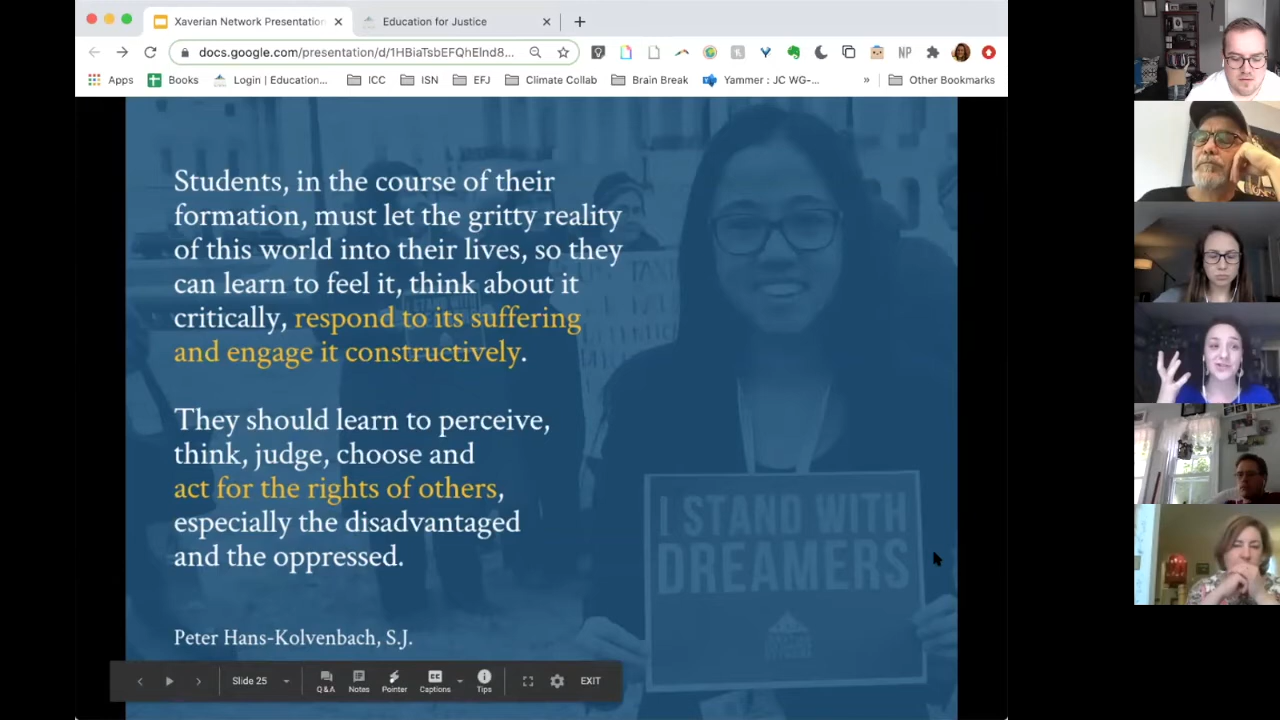 Xaverian Network Presentation
Education for Justice
docs.google.com/presentation/d/1HBiaTsbEFQhElnd8...
NP
Apps
Books
Login | Education...
ICC
ISN
EFJ
Climate Collab
Brain Break
Yammer : JC WG-...
»
Other Bookmarks
Students, in the course of their
formation, must let the gritty reality
of this world into their lives, so they
can learn to feel it, think about it
critically, respond to its suffering
and engage it constructively.
They should learn to perceive,
think, judge, choose and
act for the rights of others,
especially the disadvantaged
and the oppressed.
Peter Hans-Kolvenbach, S.J.
I STAND WITH
DREAMERS
Slide 25
Q&A
Notes
Pointer
CC
Captions
Tips
EXIT